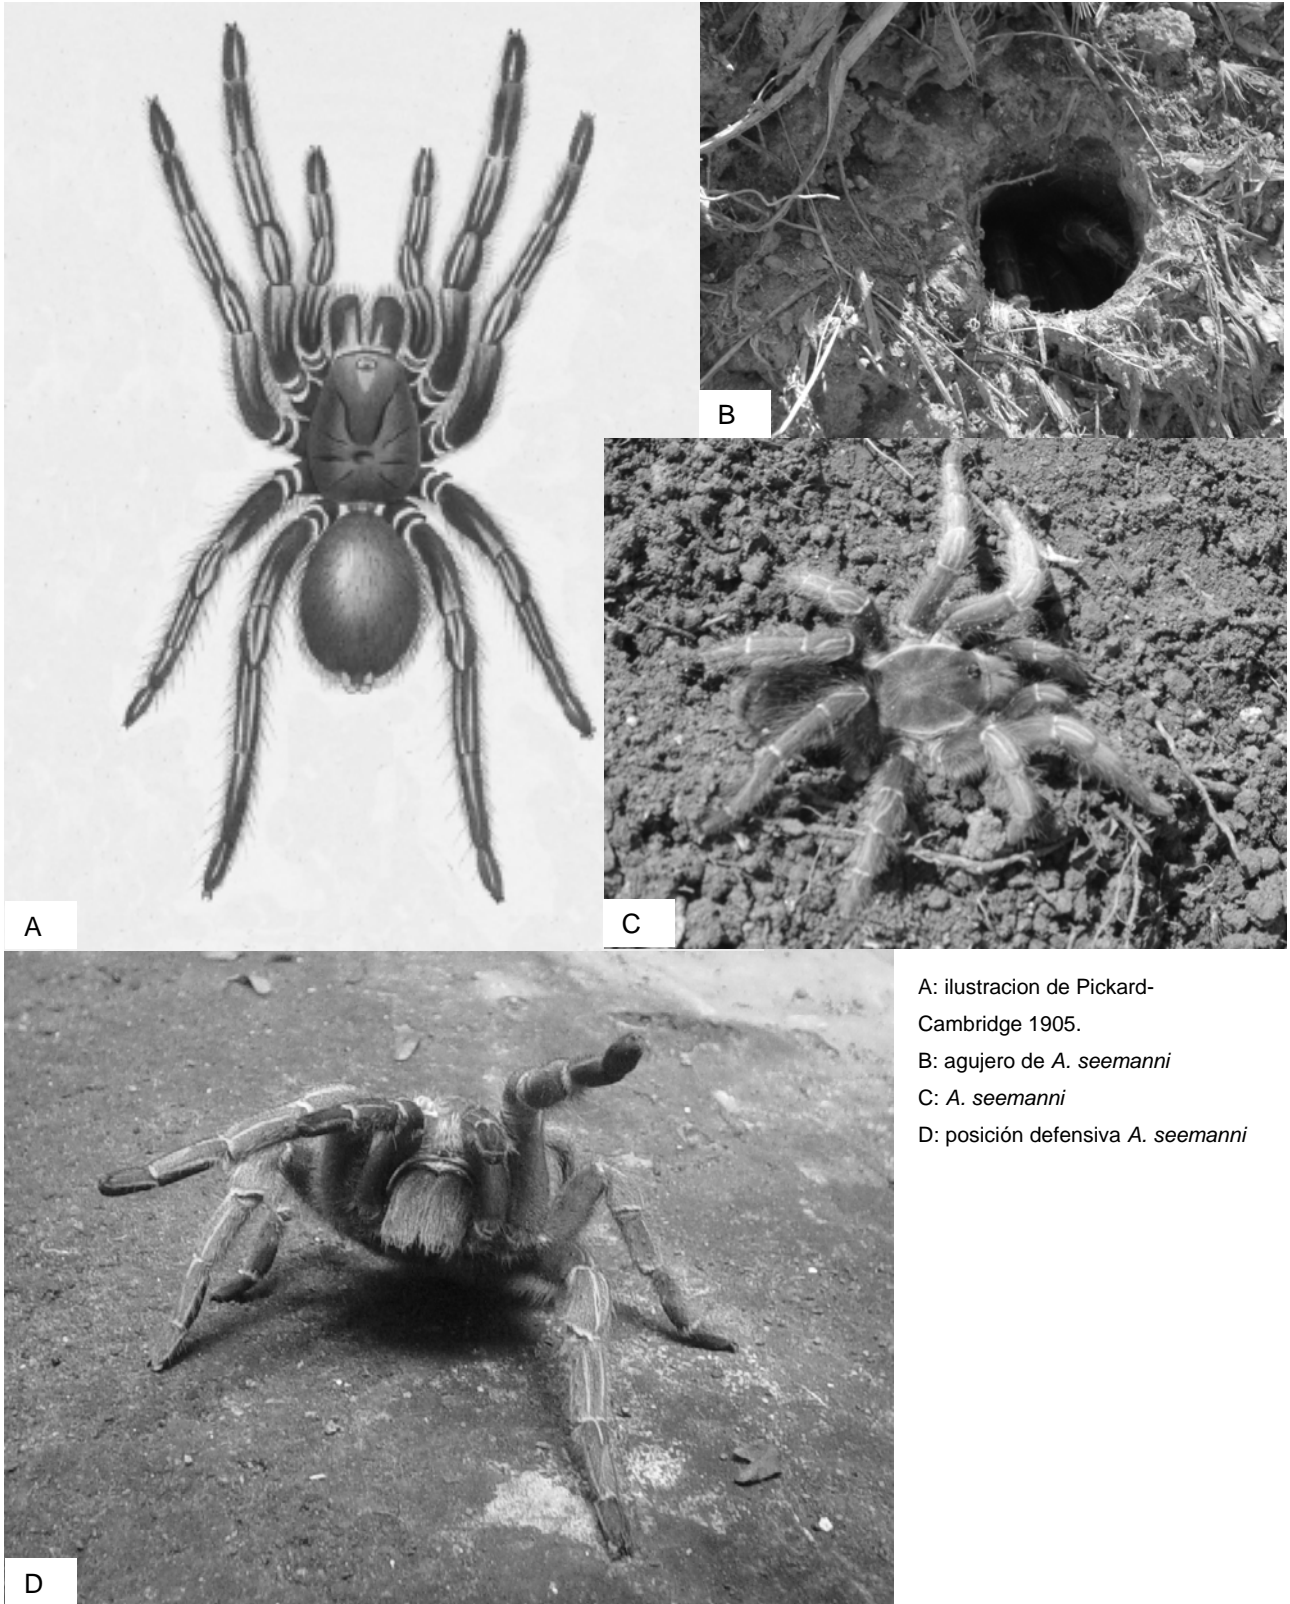 B
A
C
A: ilustracion de Pickard-
Cambridge 1905.
B: agujero de A. seemanni
C: A. seemanni
D: posición defensiva A. seemanni
D